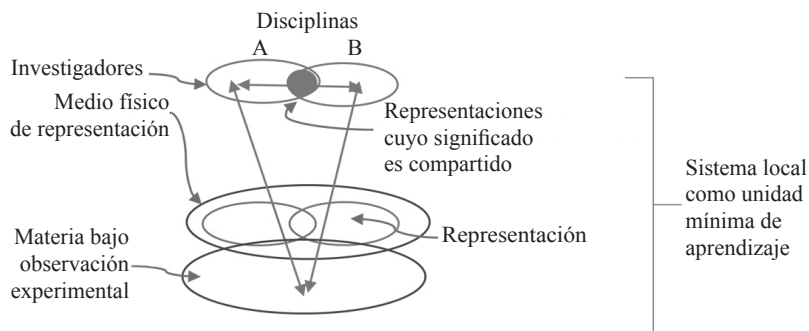 Disciplinas
A
B
Investigadores
Medio físico
de representación
Representaciones
cuyo significado
es compartido
Sistema local
como unidad
mínima de
aprendizaje
Materia bajo
observación
experimental
Representación